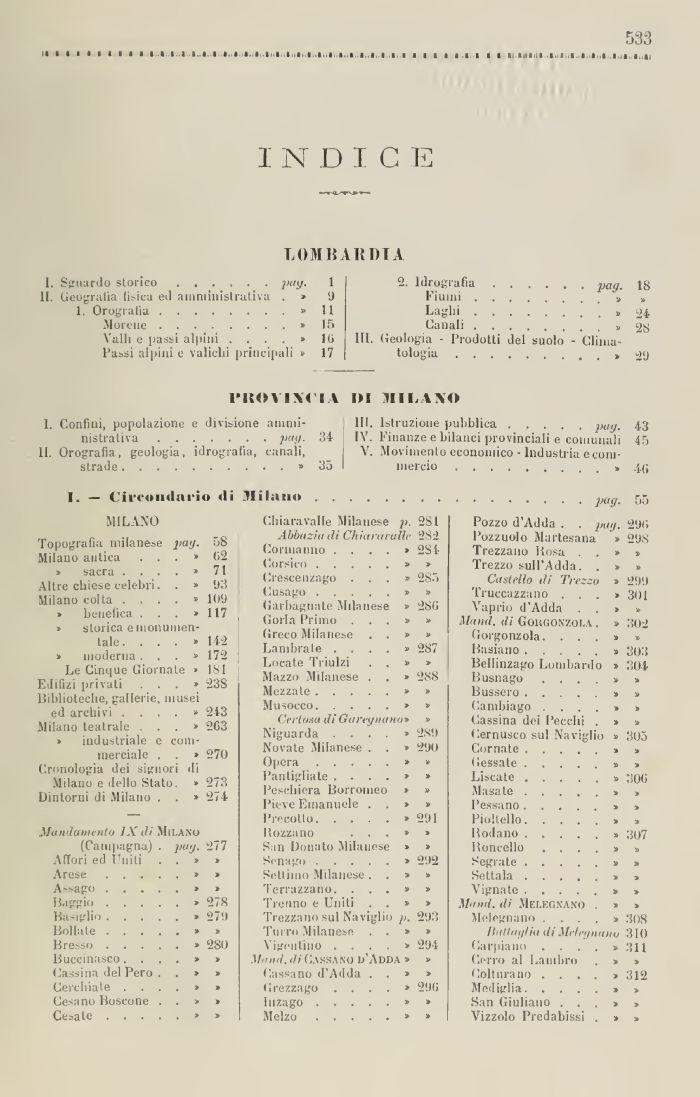 533
INDICE
LOMBARDIA
I. Sguardo storico . . . . . . pag. 1
II. Geografia fisica ed amministrativa . » 9
1. Orografia . . . . . . . . » 11
Morene . . . . . . . . » 15
Valli e passi alpini . . . . » 16
Passi alpini e valichi principali » 17
2. Idrografia . . . . . . pag. 18
Fiumi . . . . . . . . » »
Laghi . . . . . . . . » 24
Canali . . . . . . . . » 28
III. Geologia - Prodotti del suolo - Clima-
tologia . . . . . . . . . » 29
PROVINCIA DI MILANO
I. Confini, popolazione e divisione ammi-
nistrativa . . . . . . . pag. 34
II. Orografia, geologia, idrografia, canali,
strade . . . . . . . . . . » 35
III. Istruzione pubblica . . . . . pag. 43
IV. Finanze e bilanci provinciali e comunali 45
V. Movimento economico - Industria e com-
mercio . . . . . . . . . » 46
I. — Circondario di Milano . . . . . . . . . . . . . . . . pag. 55
MILANO
Topografia milanese pag. 58
Milano antica . . . » 62
» sacra . . . . » 71
Altre chiese celebri . . » 93
Milano colta . . . . » 109
» benefica . . . » 117
» storica e monumen-
tale . . . . » 142
» moderna . . . » 172
Le Cinque Giornate » 181
Edifizi privati . . . » 238
Biblioteche, gallerie, musei
ed archivi . . . . » 243
Milano teatrale . . . » 263
» industriale e com-
merciale . . » 270
Cronologia dei signori di
Milano e dello Stato . » 273
Dintorni di Milano . . » 274
Mandamento IX di MILANO
(Campagna) . pag. 277
Affori ed Uniti . . » »
Arese . . . . . » »
Assago . . . . . » »
Baggio . . . . . » 278
Basiglio . . . . . » 279
Bollate . . . . . » »
Bresso . . . . . » 280
Buccinasco . . . . » »
Cassina del Pero . . » »
Cerchiate . . . . » »
Cesano Boscone . . » »
Cesate . . . . . » »
Chiaravalle Milanese p. 281
Abbazia di Chiaravalle 282
Cormanno . . . . » 284
Corsico . . . . . » »
Crescenzago . . . » 285
Cusago . . . . . » »
Garbagnate Milanese » 286
Gorla Primo . . . » »
Greco Milanese . . » »
Lambrate . . . . » 287
Locate Triulzi . . » »
Mazzo Milanese . . » 288
Mezzate . . . . . » »
Musocco . . . . . » »
Certosa di Garegnano » »
Niguarda . . . . » 289
Novate Milanese . . » 290
Opera . . . . . » »
Pantigliate . . . . » »
Peschiera Borromeo » »
Pieve Emanuele . . » »
Precotto . . . . . » 291
Rozzano . . . » »
San Donato Milanese » »
Senago . . . . . » 292
Settimo Milanese . . » »
Terrazzano . . . . » »
Trenno e Uniti . . » »
Trezzano sul Naviglio p. 293
Turro Milanese . . » »
Vigentino . . . . » 294
Mand. di CASSANO D'ADDA » »
Cassano d'Adda . . » »
Grezzago . . . . » 296
Inzago . . . . . » »
Melzo . . . . . » »
Pozzo d'Adda . . pag. 296
Pozzuolo Martesana » 298
Trezzano Rosa . . » »
Trezzo sull'Adda . . » »
Castello di Trezzo » 299
Truccazzano . . . » 301
Vaprio d'Adda . . » »
Mand. di GORGONZOLA . » 302
Gorgonzola . . . . » »
Basiano . . . . . » 303
Bellinzago Lombardo » 304
Busnago . . . . » »
Bussero . . . . . » »
Cambiago . . . . » »
Cassina dei Pecchi . » »
Cernusco sul Naviglio » 305
Cornate . . . . . » »
Gessate . . . . . » »
Liscate . . . . . » 306
Masate . . . . . » »
Pessano . . . . . » »
Pioltello . . . . . » »
Rodano . . . . . » 307
Roncello . . . . » »
Segrate . . . . . » »
Settala . . . . . » »
Vignate . . . . . » »
Mand. di MELEGNANO . » »
Melegnano . . . . » 308
Battaglia di Melegnano 310
Carpiano . . . . » 311
Cerro al Lambro . » »
Colturano . . . . » 312
Mediglia . . . . . » »
San Giuliano . . . » »
Vizzolo Predabissi . » »